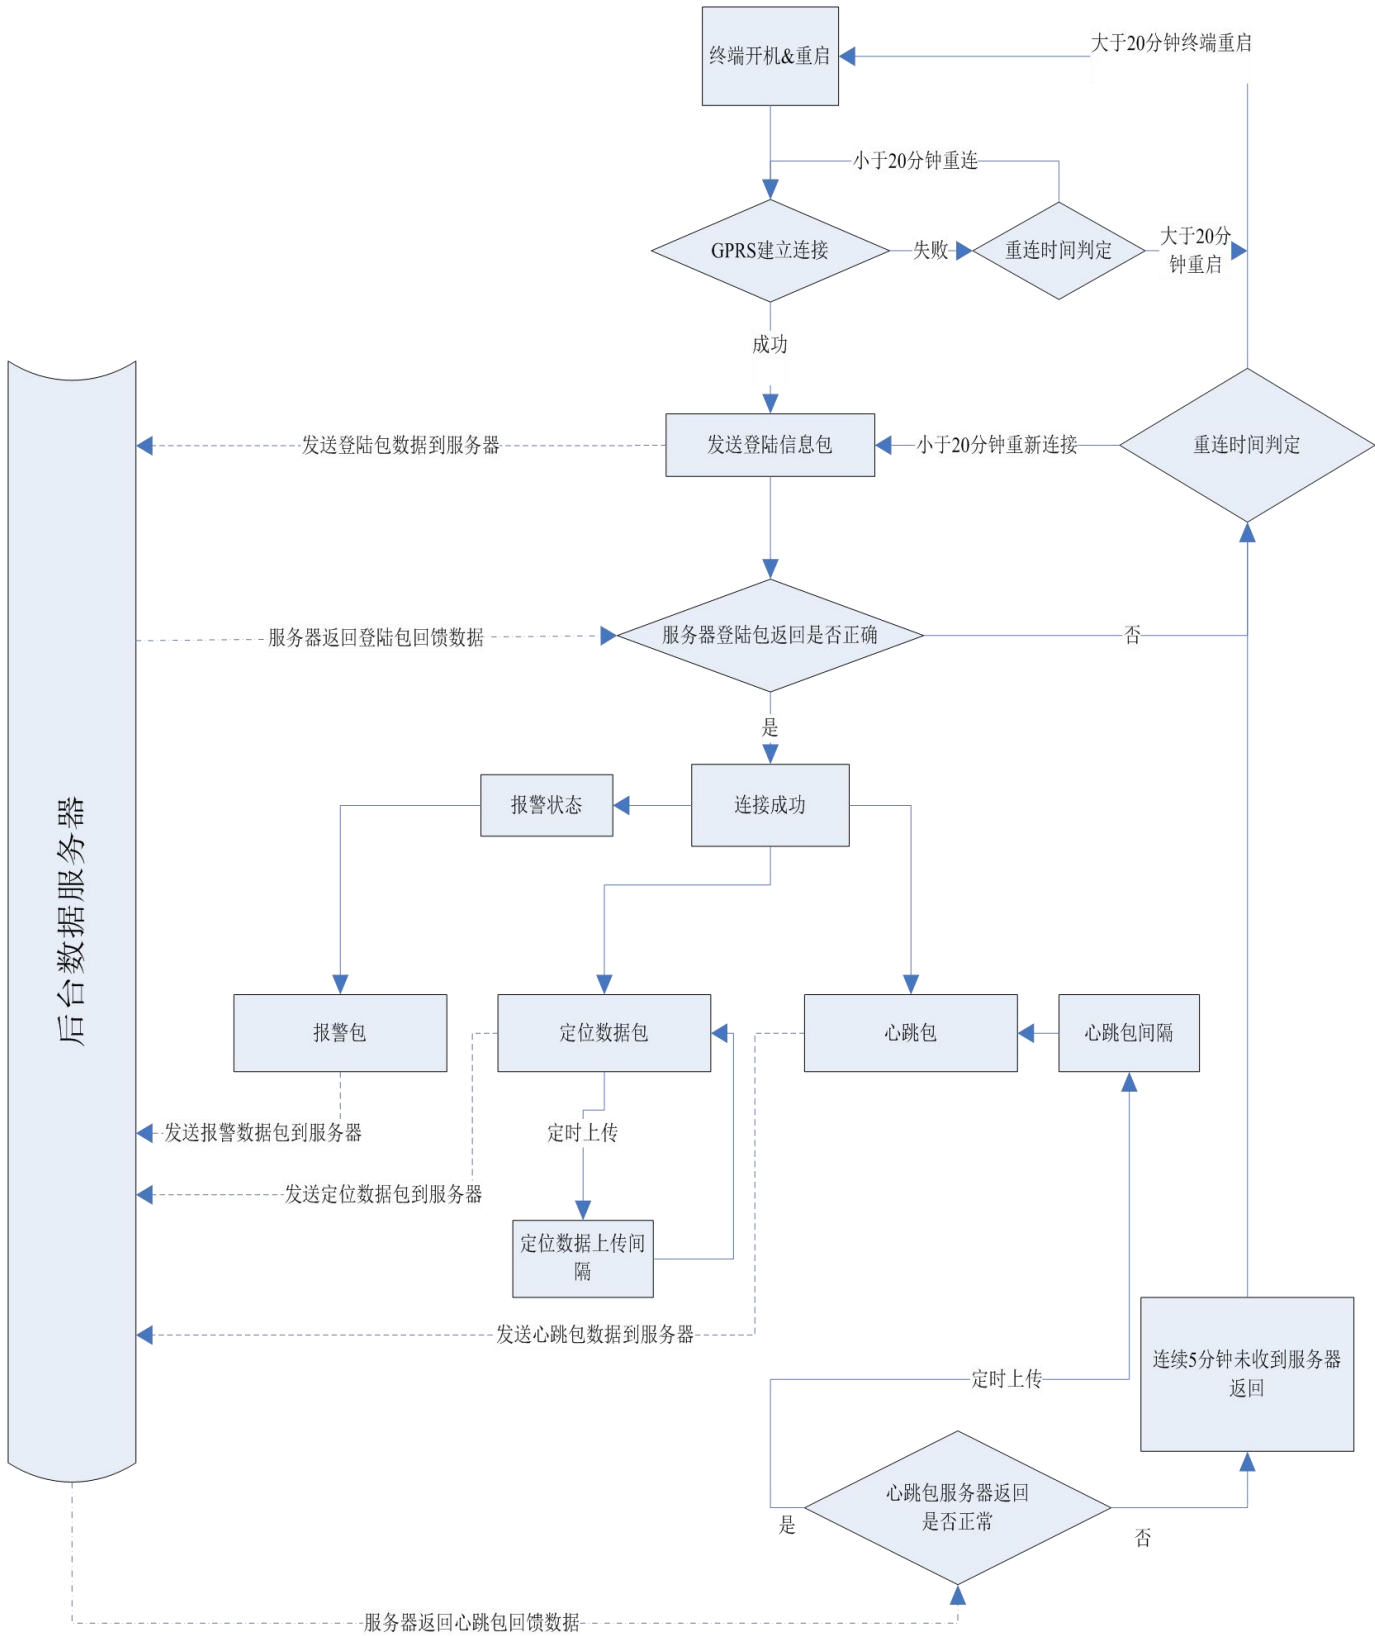 终端开机&重启
大于20分钟终端重启
小于20分钟重连
GPRS建立连接
失败
重连时间判定
大于20分
钟重启
成功
发送登陆包数据到服务器
发送登陆信息包
小于20分钟重新连接
重连时间判定
服务器返回登陆包回馈数据
服务器登陆包返回是否正确
否
是
报警状态
连接成功
后台数据服务器
报警包
定位数据包
心跳包
心跳包间隔
发送报警数据包到服务器
定时上传
发送定位数据包到服务器
定位数据上传间
隔
发送心跳包数据到服务器
定时上传
连续5分钟未收到服务器
返回
心跳包服务器返回
是否正常
是
否
服务器返回心跳包回馈数据